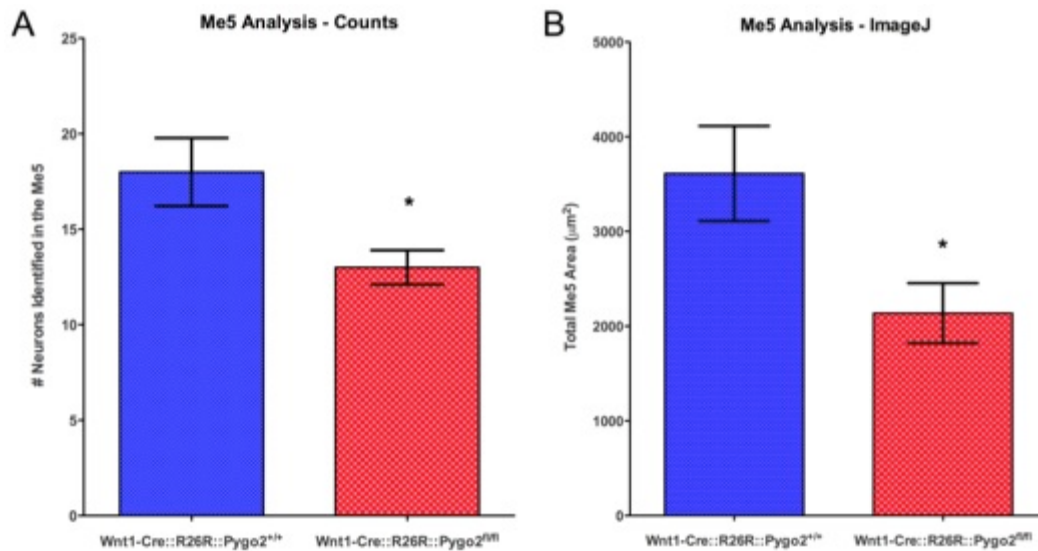 A
Me5 Analysis - Counts
# Neurons Identified in the Me5
25
20
15
10
5
0
*
Wnt1-Cre::R26R::Pygo2+/+
Wnt1-Cre::R26R::Pygo2fl/fl
B
Me5 Analysis - ImageJ
Total Me5 Area (μm²)
5000
4000
3000
2000
1000
0
*
Wnt1-Cre::R26R::Pygo2+/+
Wnt1-Cre::R26R::Pygo2fl/fl